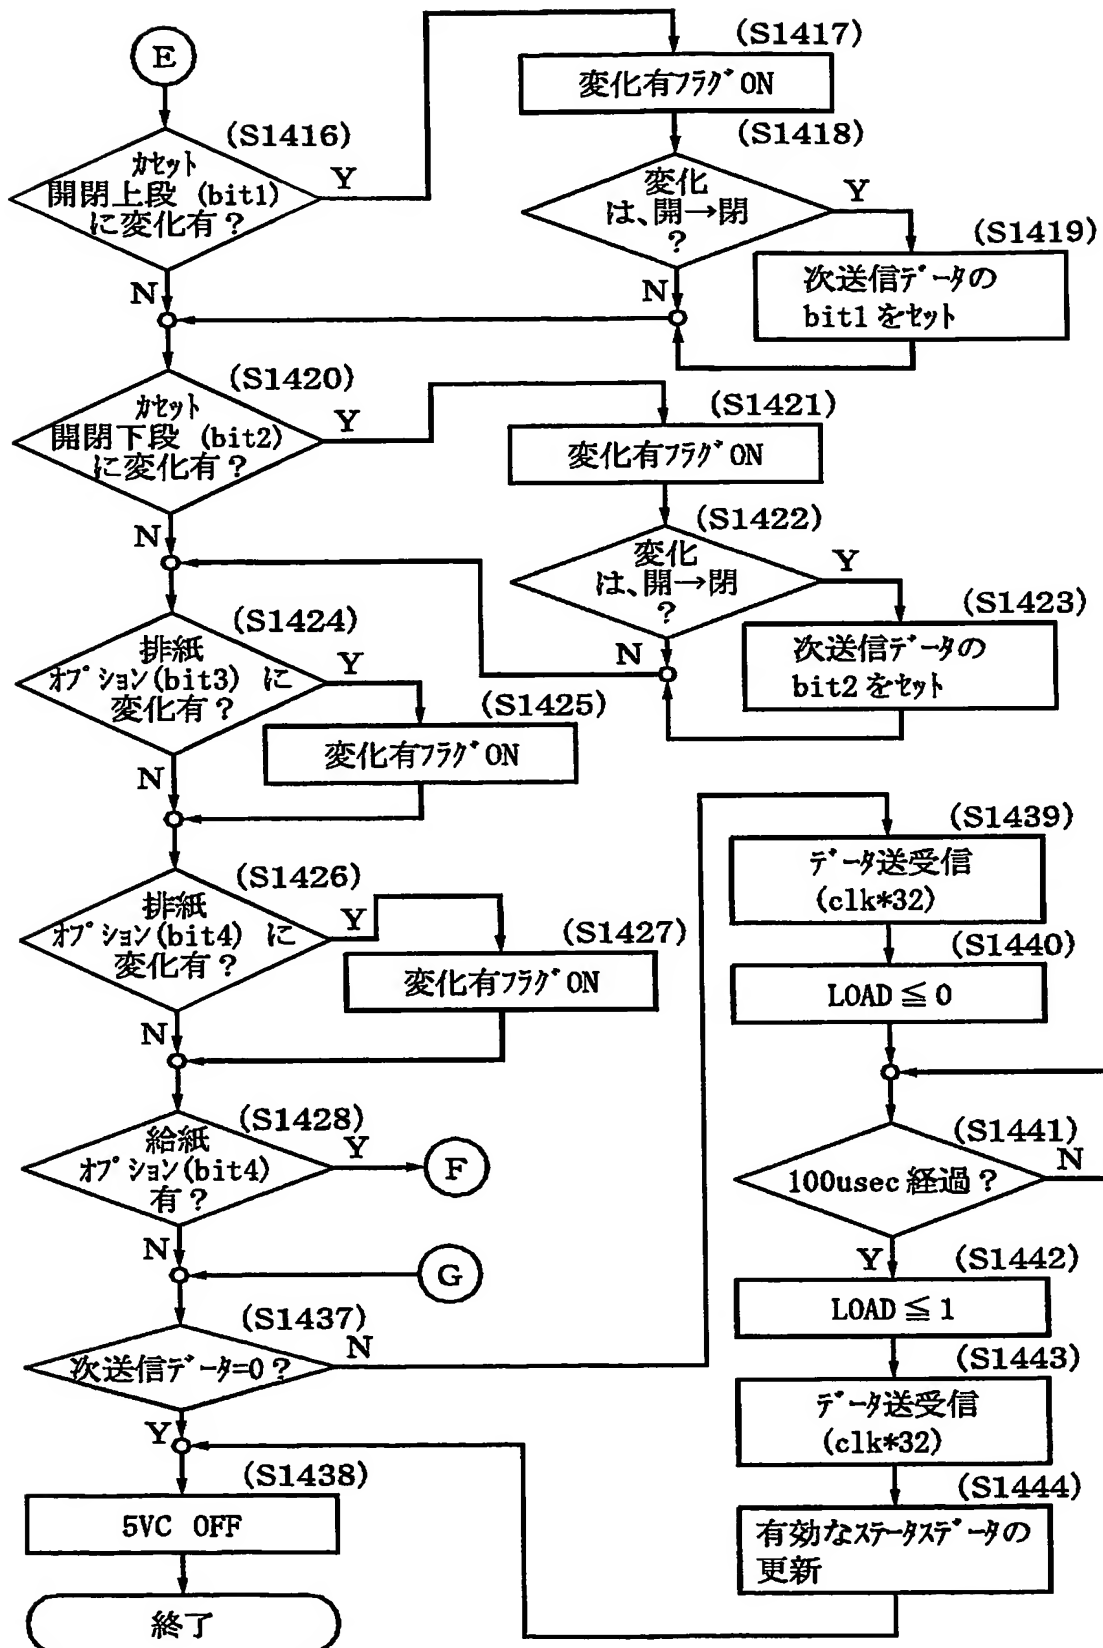 E
(S1416)
カセット
開閉上段 (bit1)
に変化有？
Y
N
(S1417)
変化有フラグON
(S1418)
変化
は、開→閉
？
Y
N
(S1419)
次送信データの
bit1をセット
(S1420)
カセット
開閉下段 (bit2)
に変化有？
Y
N
(S1421)
変化有フラグON
(S1422)
変化
は、開→閉
？
Y
N
(S1423)
次送信データの
bit2をセット
(S1424)
排紙
オプション(bit3) に
変化有？
Y
N
(S1425)
変化有フラグON
(S1426)
排紙
オプション(bit4) に
変化有？
Y
N
(S1427)
変化有フラグON
(S1428)
給紙
オプション(bit4)
有？
Y
F
N
G
(S1437)
次送信データ=0？
N
Y
(S1438)
5VC OFF
終了
(S1439)
データ送受信
(clk*32)
(S1440)
LOAD≦0
(S1441)
100usec経過？
N
Y
(S1442)
LOAD≦1
(S1443)
データ送受信
(clk*32)
(S1444)
有効なステータスデータの
更新